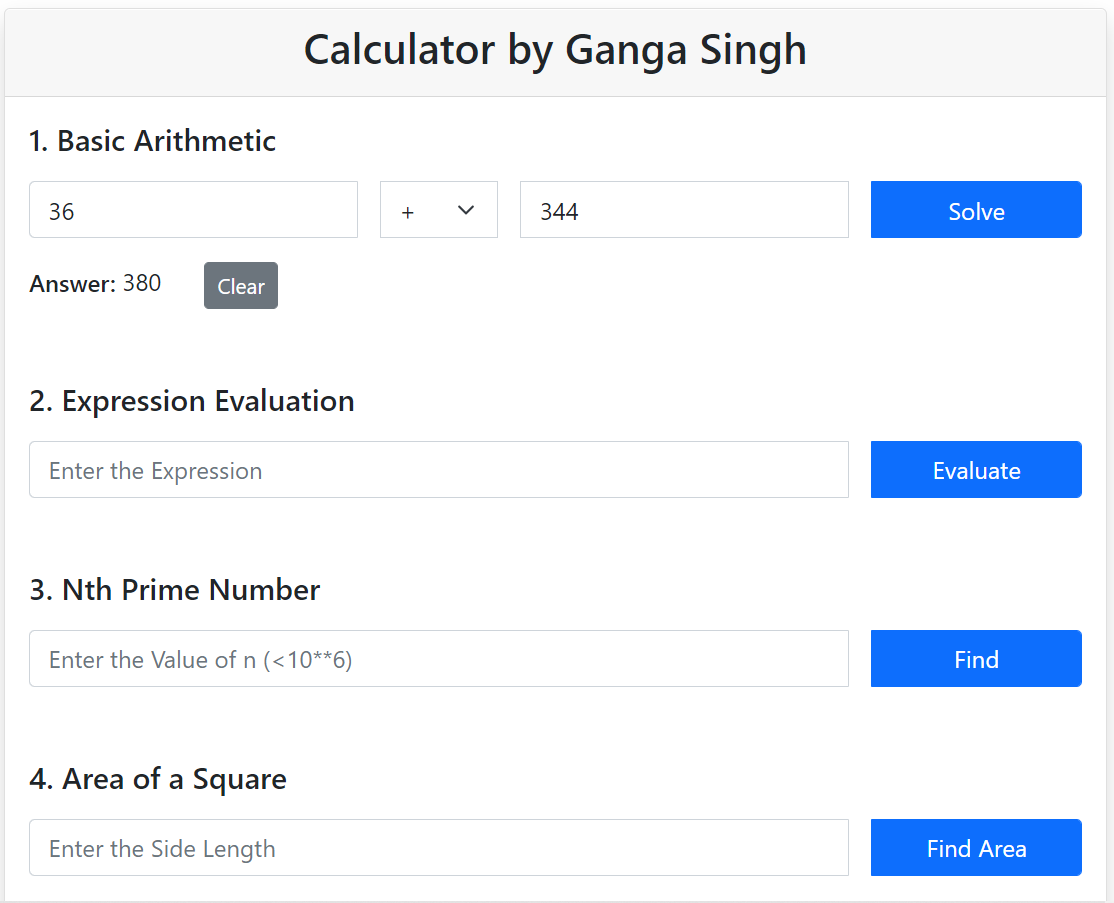 Calculator by Ganga Singh
1. Basic Arithmetic
36 + 344 Solve
Answer: 380 Clear
2. Expression Evaluation
Enter the Expression Evaluate
3. Nth Prime Number
Enter the Value of n (<10**6) Find
4. Area of a Square
Enter the Side Length Find Area